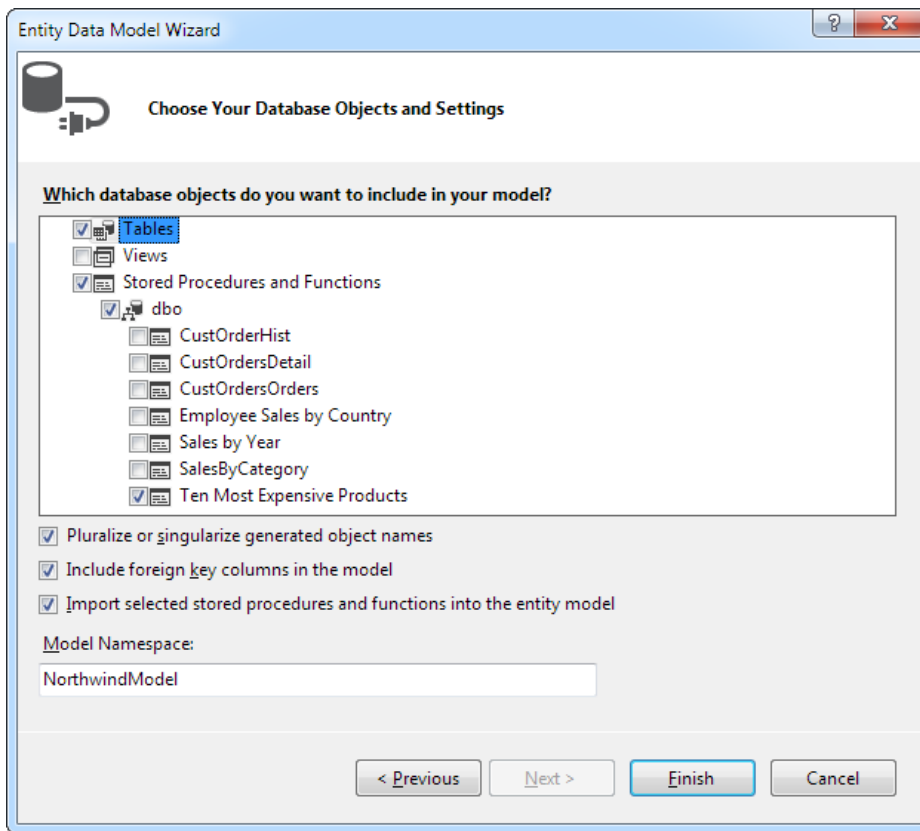 Entity Data Model Wizard
Choose Your Database Objects and Settings
Which database objects do you want to include in your model?
Tables
Views
Stored Procedures and Functions
dbo
CustOrderHist
CustOrdersDetail
CustOrdersOrders
Employee Sales by Country
Sales by Year
SalesByCategory
Ten Most Expensive Products
Pluralize or singularize generated object names
Include foreign key columns in the model
Import selected stored procedures and functions into the entity model
Model Namespace:
NorthwindModel
< Previous Next > Finish Cancel